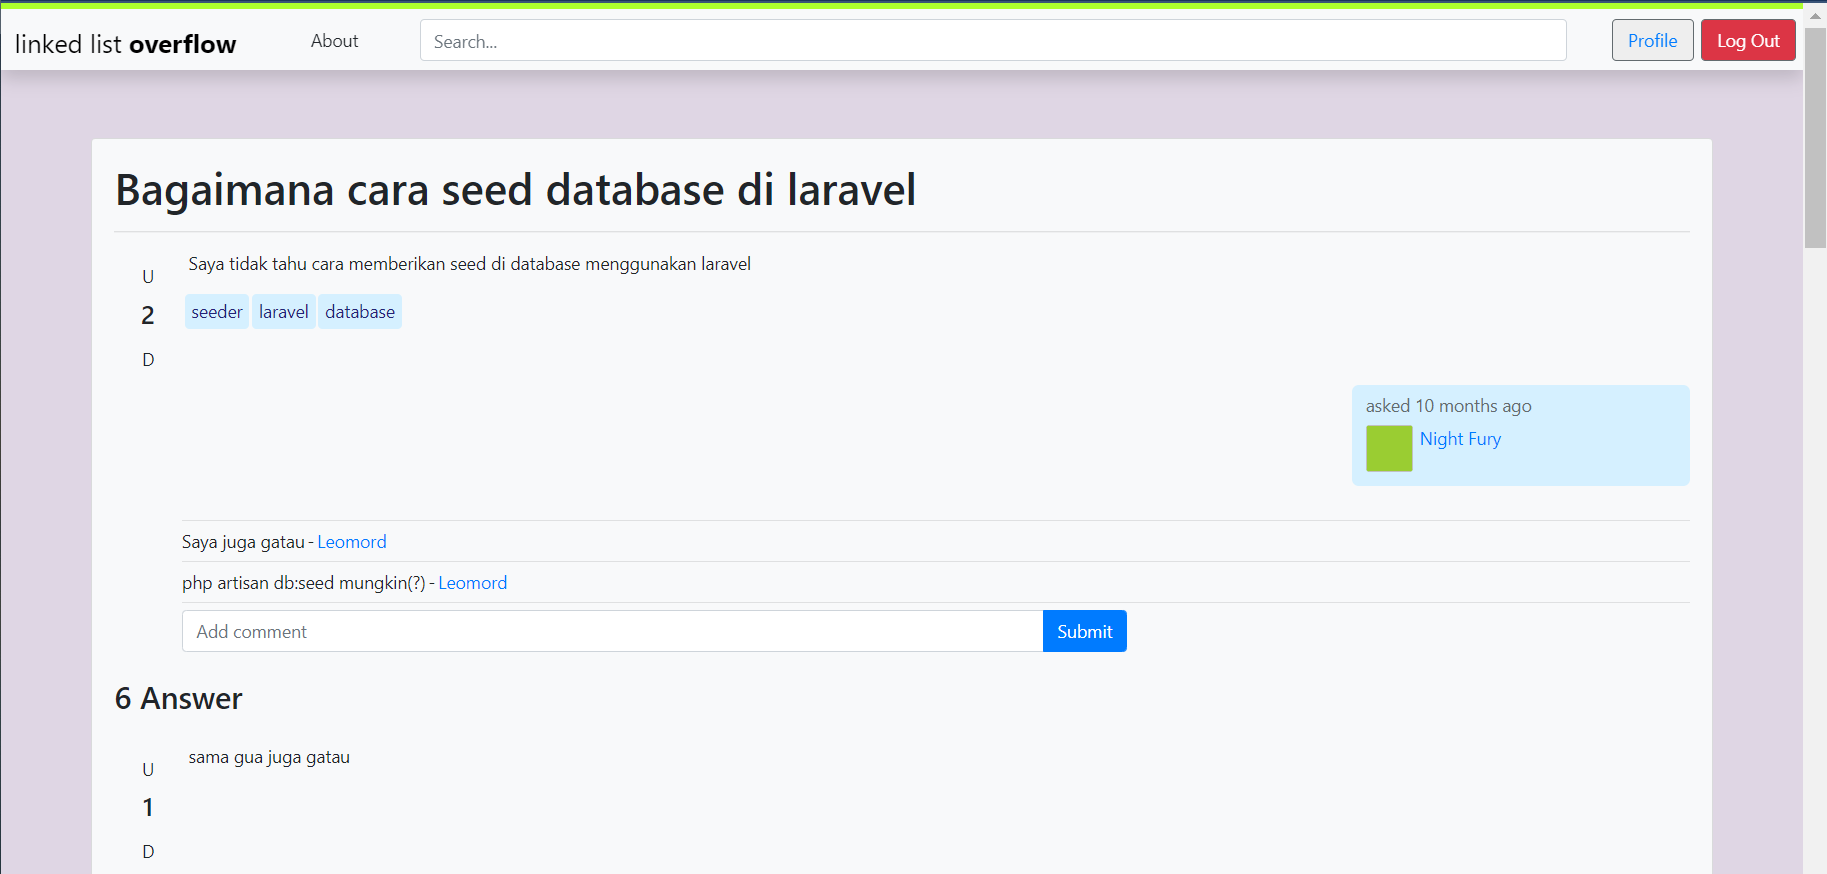 linked list overflow About Search... Profile Log Out
Bagaimana cara seed database di laravel
U
Saya tidak tahu cara memberikan seed di database menggunakan laravel
2
seeder laravel database
D
asked 10 months ago
Night Fury
Saya juga gatau - Leomord
php artisan db:seed mungkin(?) - Leomord
Add comment Submit
6 Answer
U
sama gua juga gatau
1
D